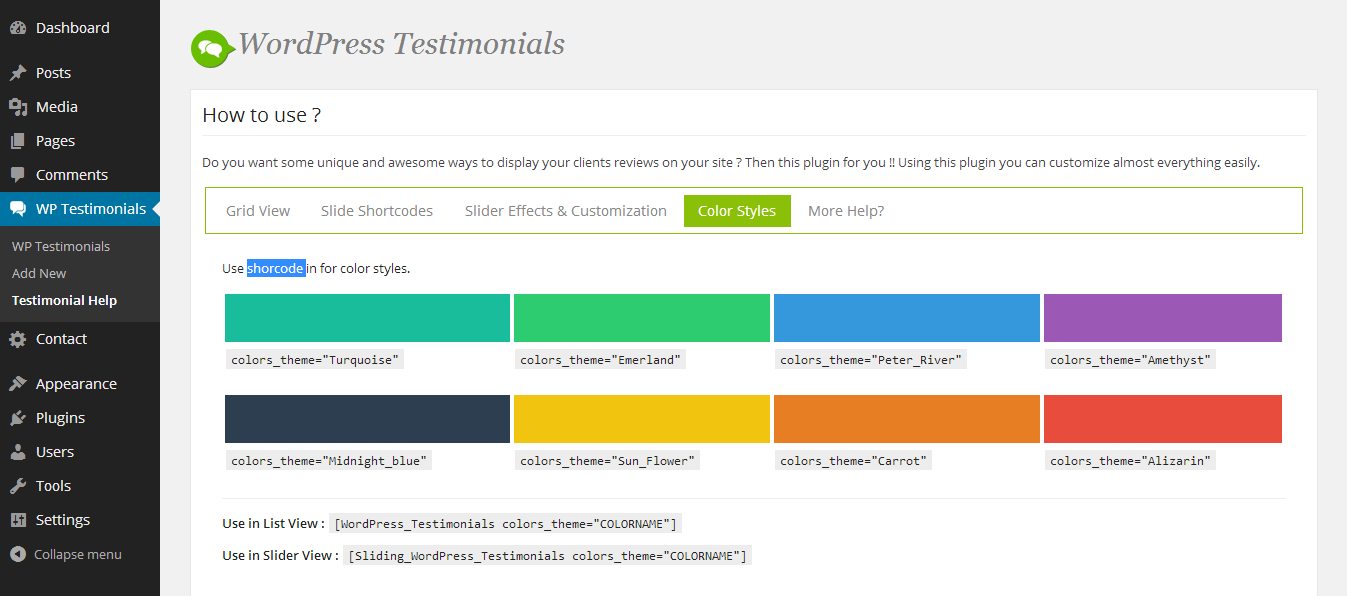 Dashboard
Posts
Media
Pages
Comments
WP Testimonials
WP Testimonials
Add New
Testimonial Help
Contact
Appearance
Plugins
Users
Tools
Settings
Collapse menu
WordPress Testimonials
How to use ?
Do you want some unique and awesome ways to display your clients reviews on your site ? Then this plugin for you !! Using this plugin you can customize almost everything easily.
Grid View Slide Shortcodes Slider Effects & Customization Color Styles More Help?
Use shorcode in for color styles.
colors_theme="Turquoise" colors_theme="Emerland" colors_theme="Peter_River" colors_theme="Amethyst"
colors_theme="Midnight_blue" colors_theme="Sun_Flower" colors_theme="Carrot" colors_theme="Alizarin"
Use in List View : [WordPress_Testimonials colors_theme="COLORNAME"]
Use in Slider View : [Sliding_WordPress_Testimonials colors_theme="COLORNAME"]